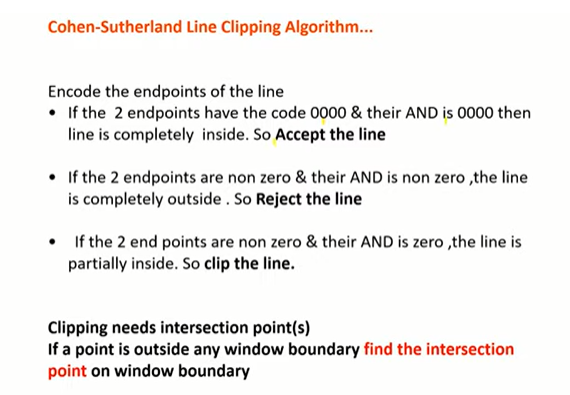 Cohen-Sutherland Line Clipping Algorithm...
Encode the endpoints of the line
• If the 2 endpoints have the code 0000 & their AND is 0000 then
line is completely inside. So Accept the line
• If the 2 endpoints are non zero & their AND is non zero ,the line
is completely outside . So Reject the line
• If the 2 end points are non zero & their AND is zero ,the line is
partially inside. So clip the line.
Clipping needs intersection point(s)
If a point is outside any window boundary find the intersection
point on window boundary